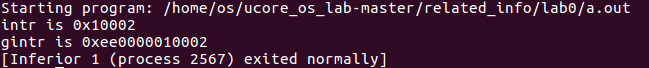 Starting program: /home/os/ucore_os_lab-master/related_info/lab0/a.out
intr is 0x10002
gintr is 0xee0000010002
[Inferior 1 (process 2567) exited normally]